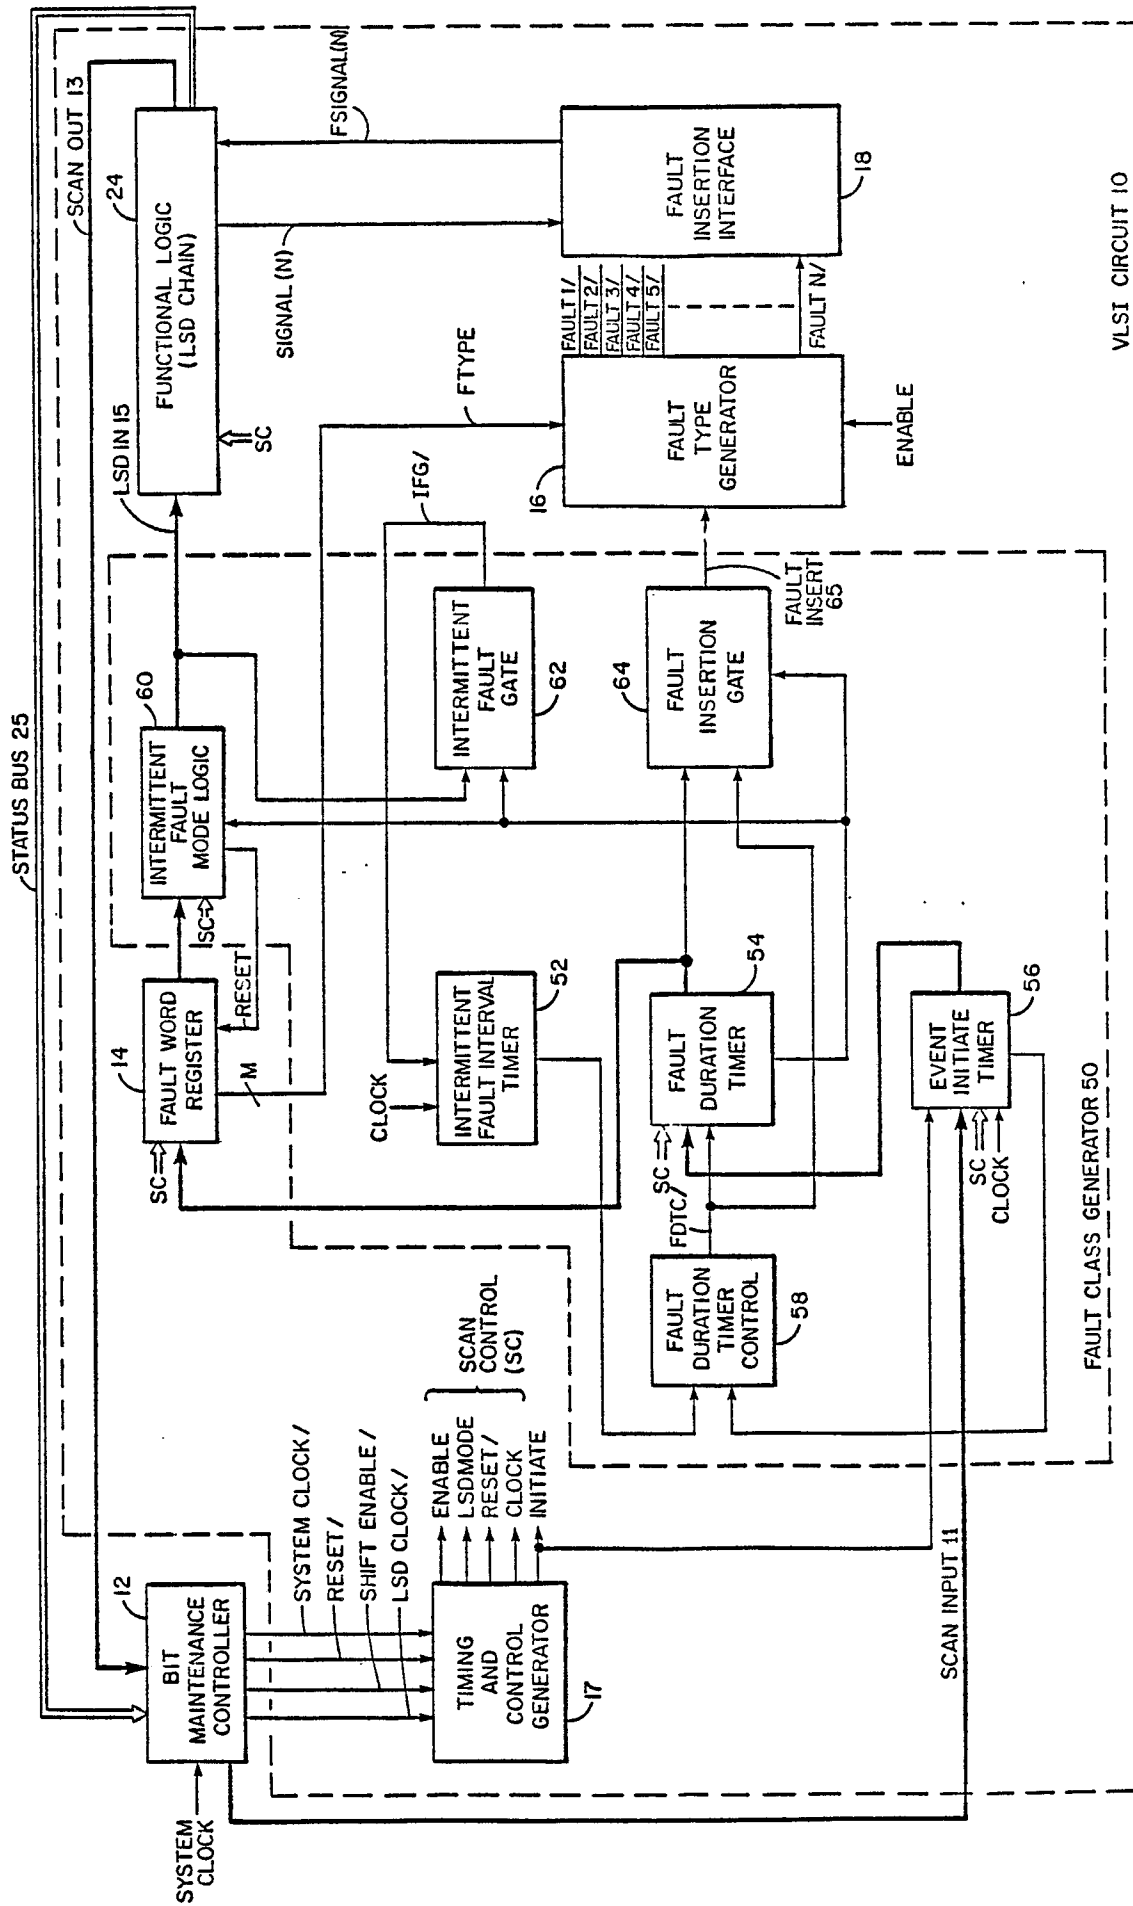 STATUS BUS 25
SCAN OUT 13
SYSTEM
CLOCK
BIT
MAINTENANCE
CONTROLLER
12
SYSTEM CLOCK/
RESET/
SHIFT ENABLE/
LSD CLOCK/
TIMING
AND
CONTROL
GENERATOR
17
ENABLE
LSDMODE
RESET/
CLOCK
INITIATE
SCAN
CONTROL
(SC)
SCAN INPUT 11
14
FAULT WORD
REGISTER
SC
RESET
M
60
INTERMITTENT
FAULT
MODE LOGIC
SC
LSD IN 15
24
FUNCTIONAL LOGIC
(LSD CHAIN)
SC
CLOCK
INTERMITTENT
FAULT INTERVAL
TIMER
52
INTERMITTENT
FAULT
GATE
62
IFG/
FTYPE
SIGNAL (N)
FSIGNAL(N)
FAULT
DURATION
TIMER
CONTROL
58
FDTC/
SC
FAULT
DURATION
TIMER
54
64
FAULT
INSERTION
GATE
FAULT
INSERT
65
16
FAULT
TYPE
GENERATOR
ENABLE
FAULT 1/
FAULT 2/
FAULT 3/
FAULT 4/
FAULT 5/
FAULT N/
FAULT
INSERTION
INTERFACE
18
EVENT
INITIATE
TIMER
56
SC
CLOCK
FAULT CLASS GENERATOR 50
VLSI CIRCUIT 10